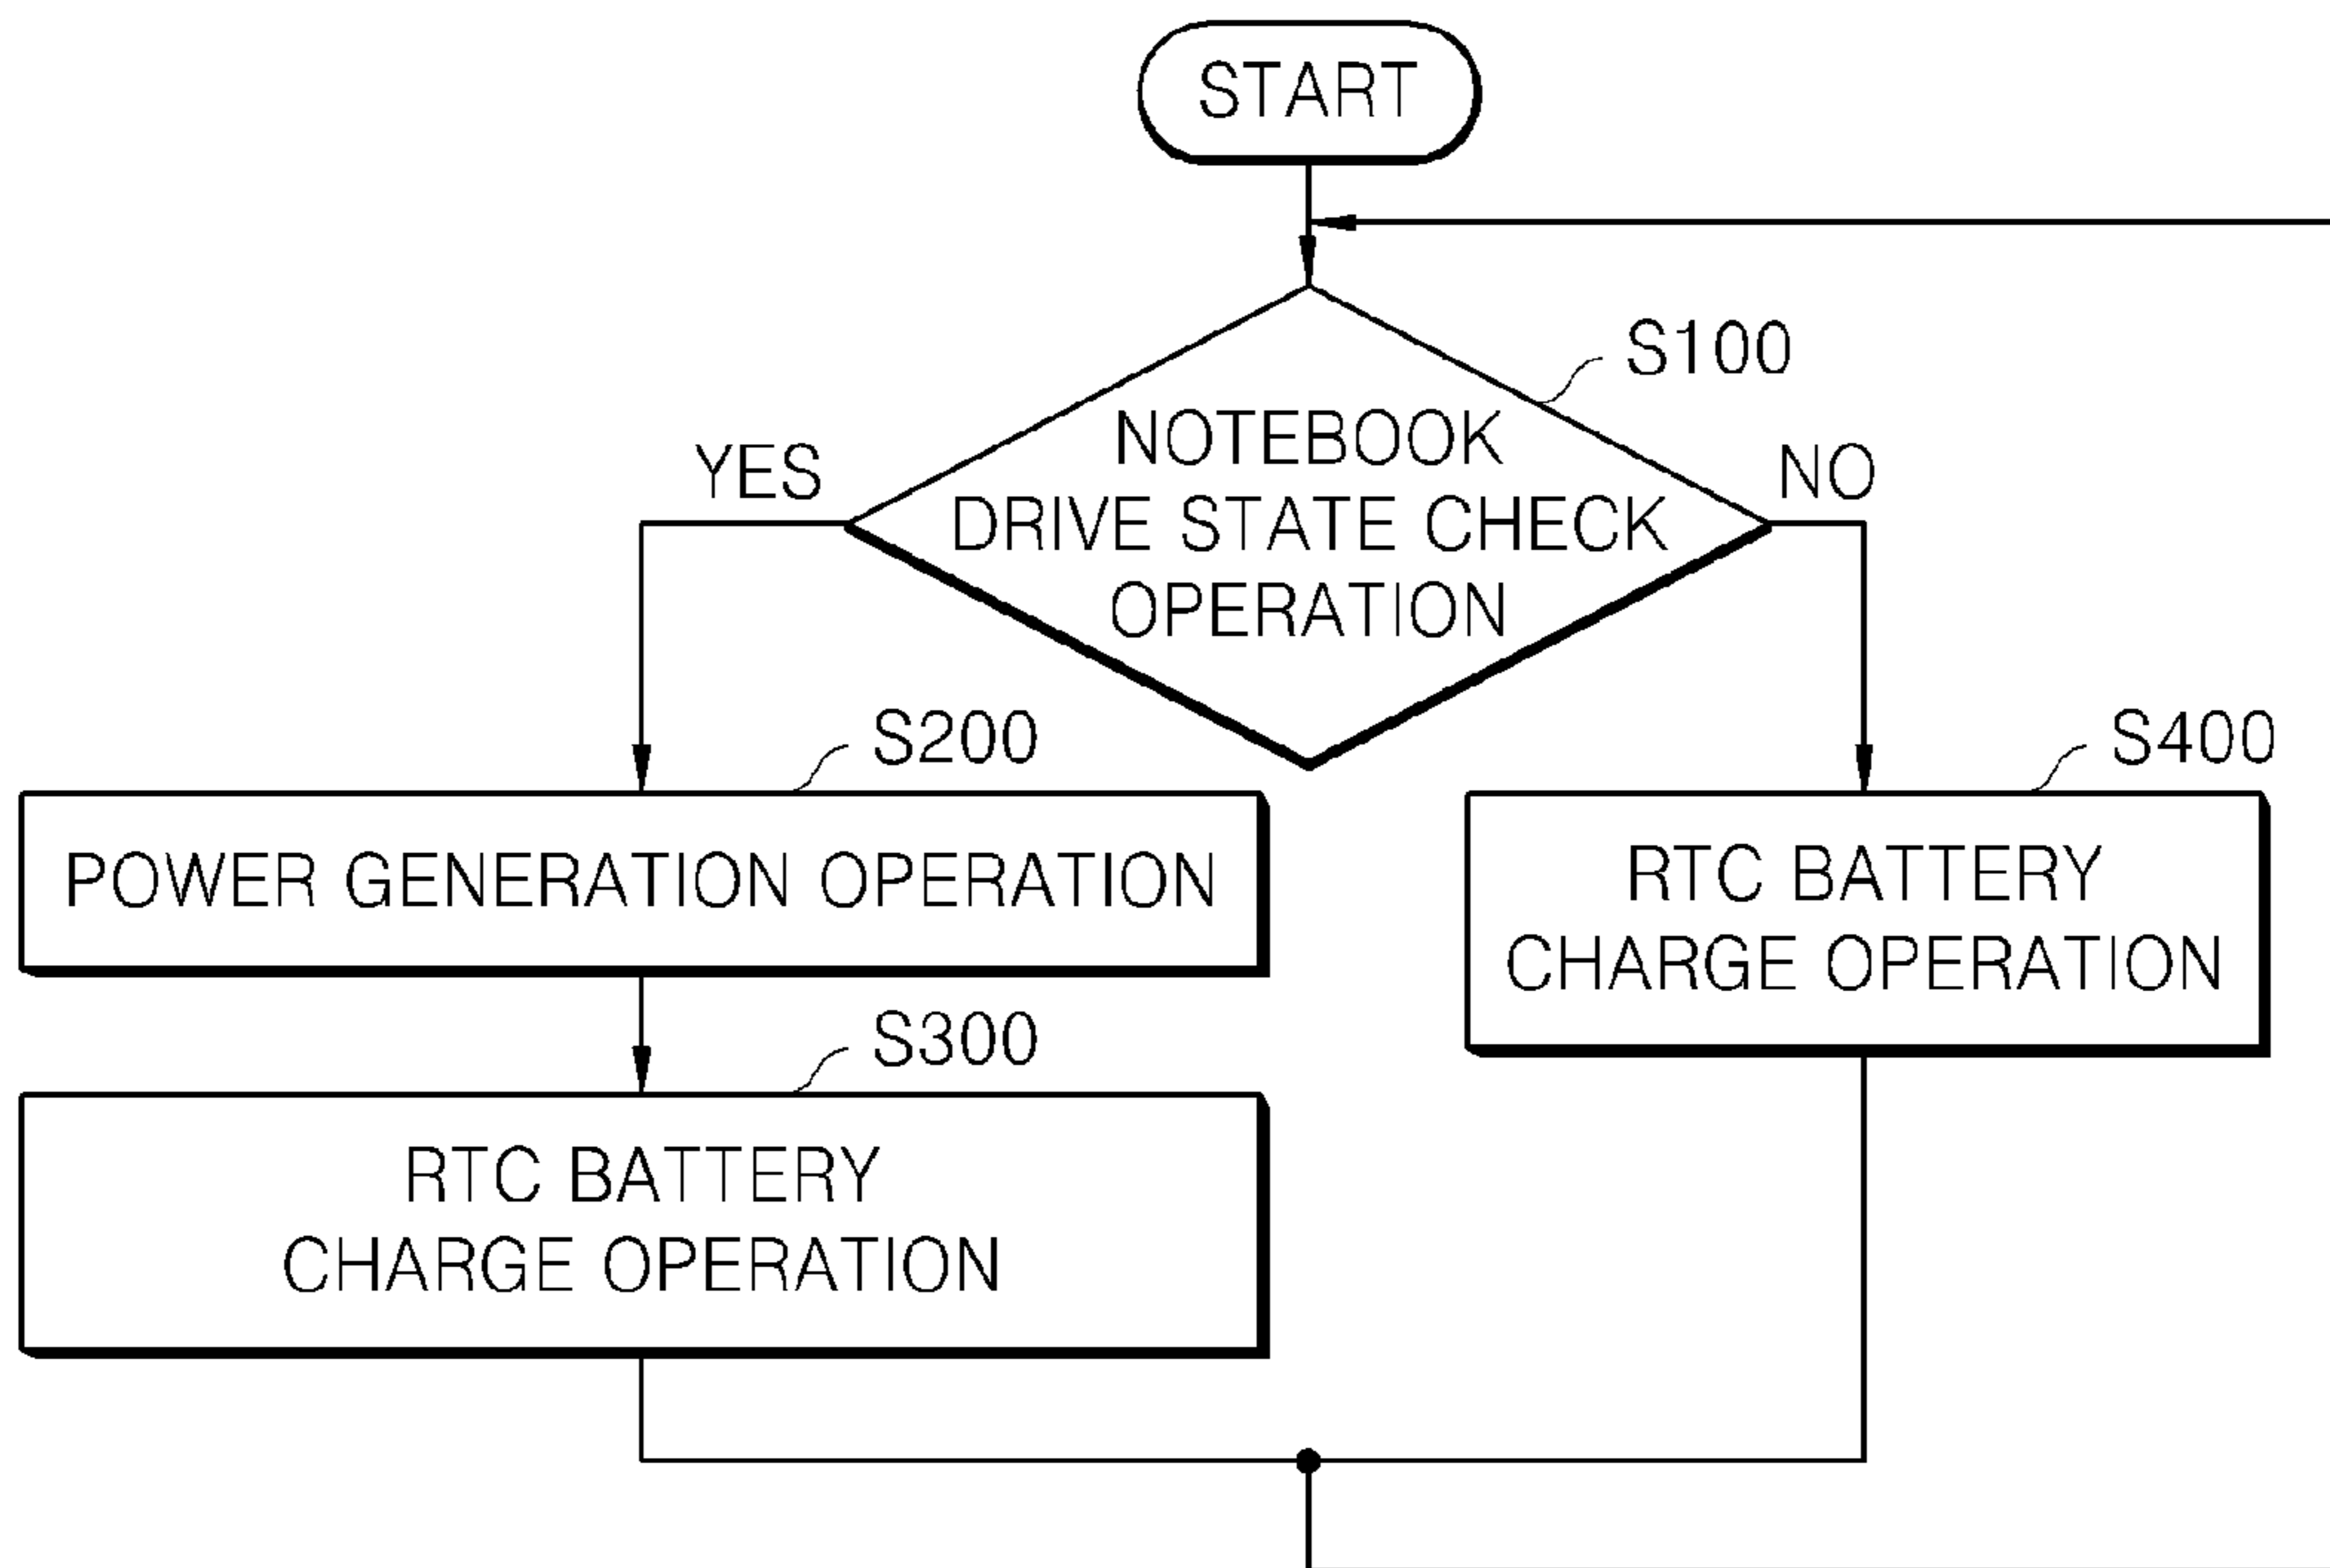 START
S100
NOTEBOOK
DRIVE STATE CHECK
OPERATION
YES
NO
S200
POWER GENERATION OPERATION
S400
RTC BATTERY
CHARGE OPERATION
S300
RTC BATTERY
CHARGE OPERATION